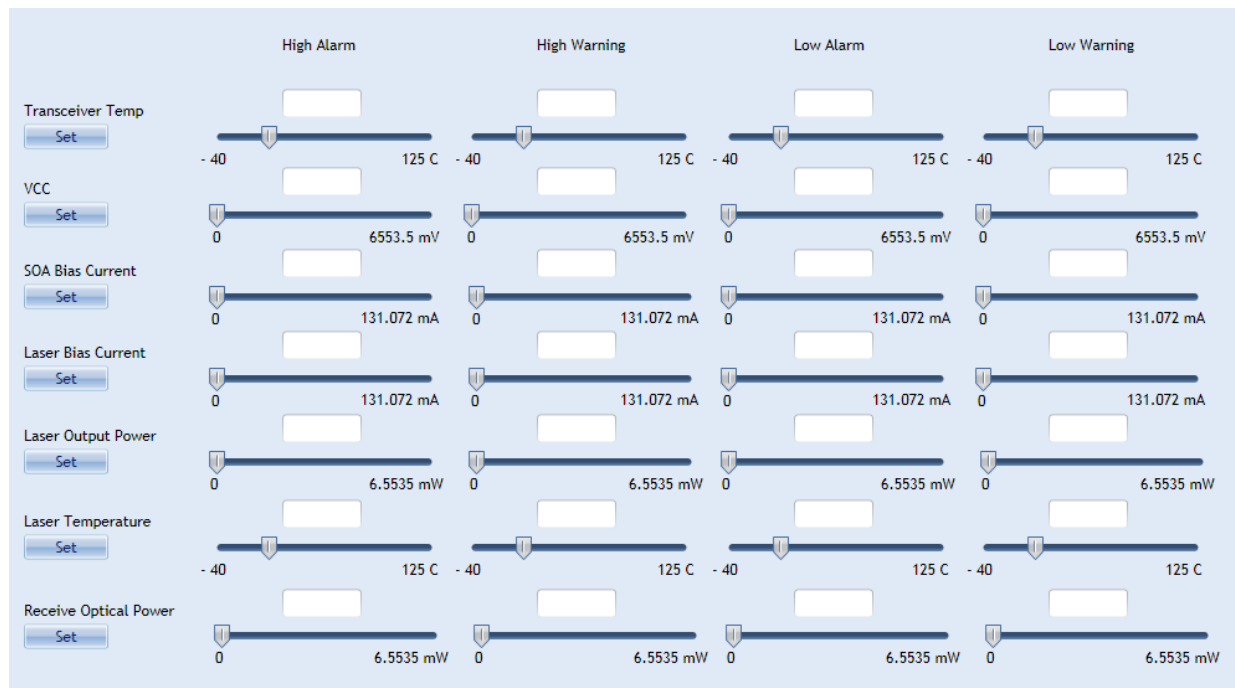 High Alarm High Warning Low Alarm Low Warning
Transceiver Temp
Set
- 40 125 C - 40 125 C - 40 125 C - 40 125 C
VCC
Set
0 6553.5 mV 0 6553.5 mV 0 6553.5 mV 0 6553.5 mV
SOA Bias Current
Set
0 131.072 mA 0 131.072 mA 0 131.072 mA 0 131.072 mA
Laser Bias Current
Set
0 131.072 mA 0 131.072 mA 0 131.072 mA 0 131.072 mA
Laser Output Power
Set
0 6.5535 mW 0 6.5535 mW 0 6.5535 mW 0 6.5535 mW
Laser Temperature
Set
- 40 125 C - 40 125 C - 40 125 C - 40 125 C
Receive Optical Power
Set
0 6.5535 mW 0 6.5535 mW 0 6.5535 mW 0 6.5535 mW